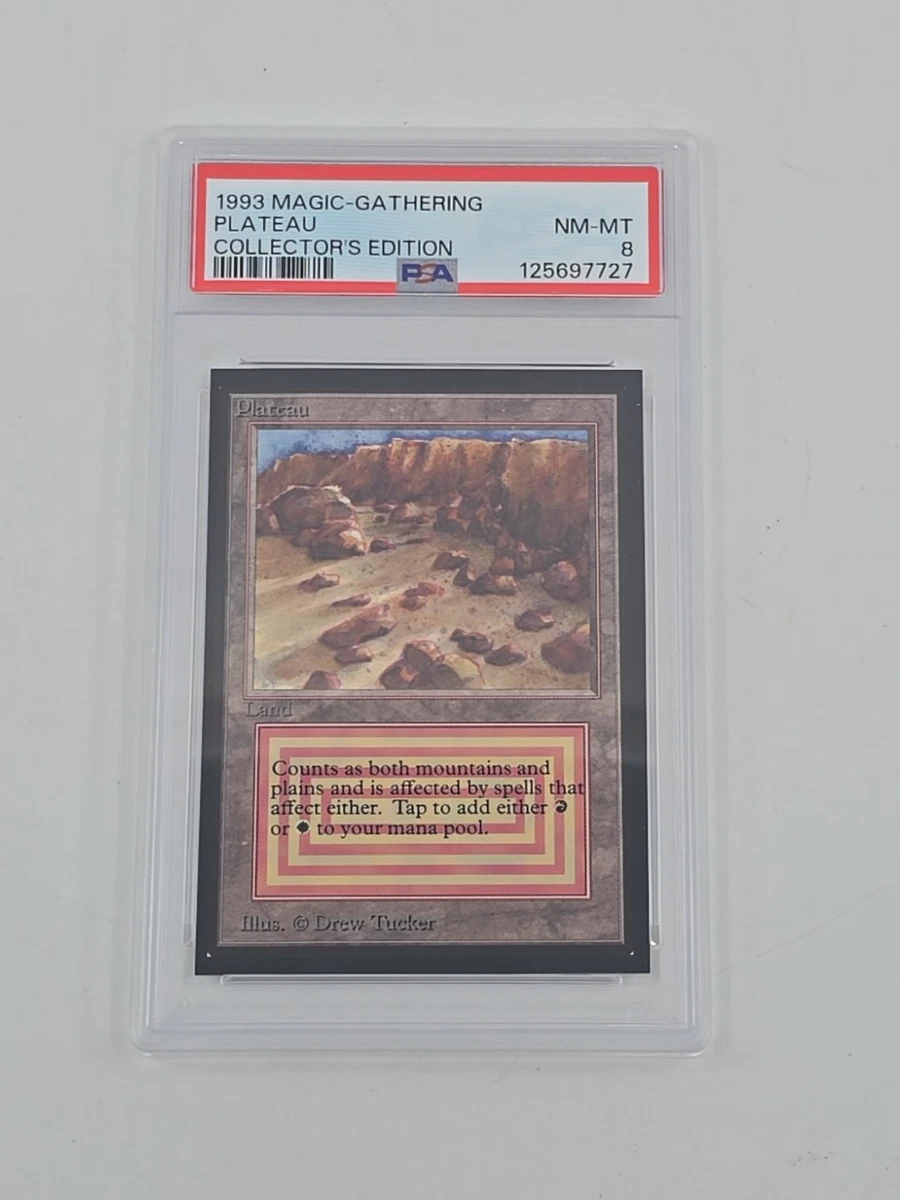 1993 MAGIC-GATHERING
PLATEAU NM-MT
COLLECTOR'S EDITION 8
PSA 125697727
Plateau
Land
Counts as both mountains and
plains and is affected by spells that
affect either. Tap to add either
or to your mana pool.
Illus. © Drew Tucker